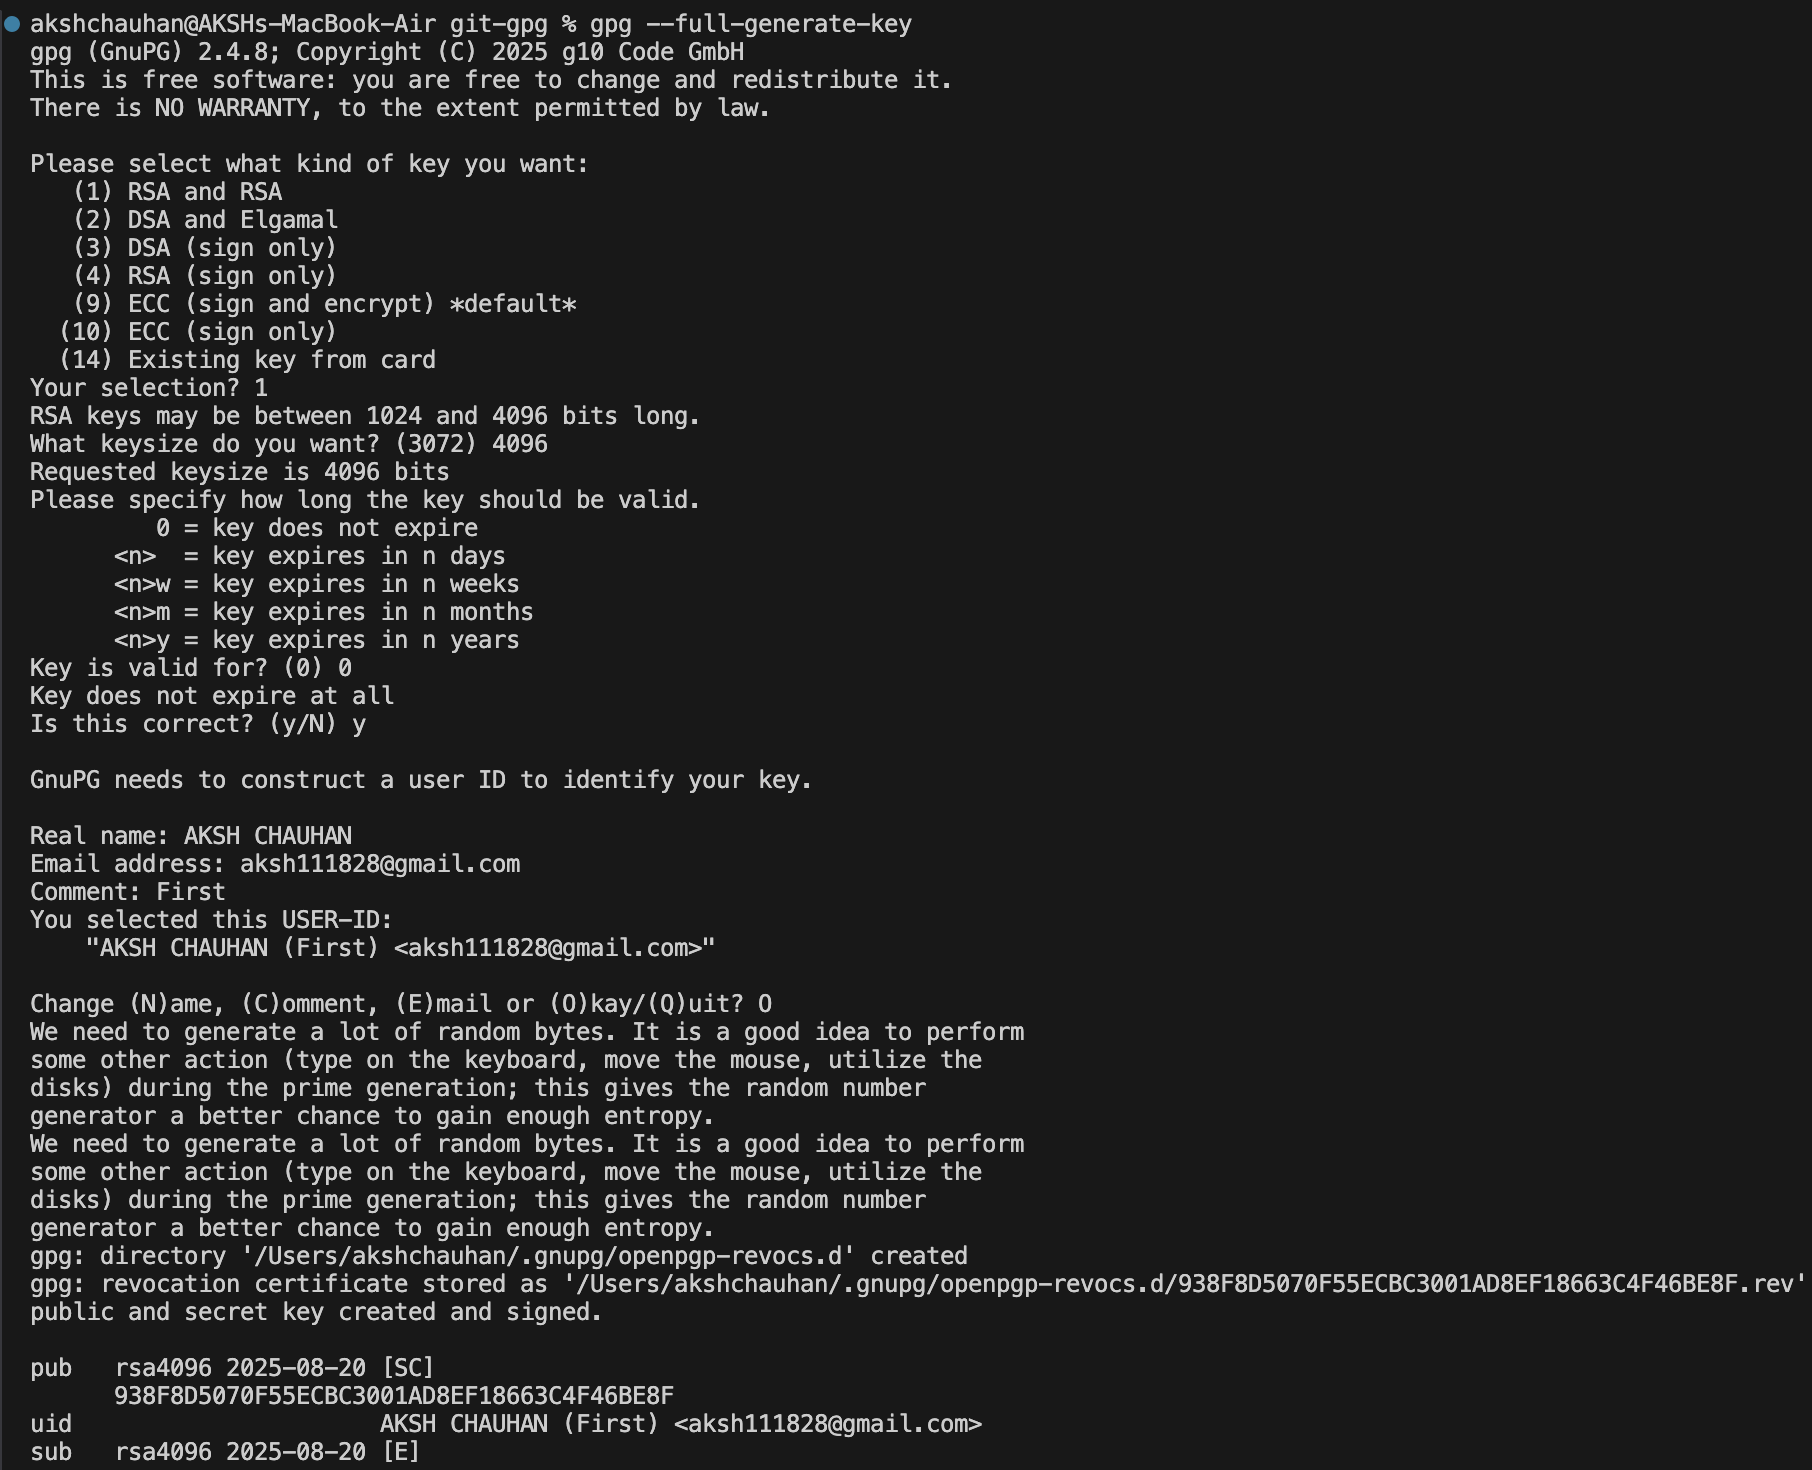 akshchauhan@AKSHs-MacBook-Air git-gpg % gpg --full-generate-key
gpg (GnuPG) 2.4.8; Copyright (C) 2025 g10 Code GmbH
This is free software: you are free to change and redistribute it.
There is NO WARRANTY, to the extent permitted by law.

Please select what kind of key you want:
   (1) RSA and RSA
   (2) DSA and Elgamal
   (3) DSA (sign only)
   (4) RSA (sign only)
   (9) ECC (sign and encrypt) *default*
  (10) ECC (sign only)
  (14) Existing key from card
Your selection? 1
RSA keys may be between 1024 and 4096 bits long.
What keysize do you want? (3072) 4096
Requested keysize is 4096 bits
Please specify how long the key should be valid.
         0 = key does not expire
      <n>  = key expires in n days
      <n>w = key expires in n weeks
      <n>m = key expires in n months
      <n>y = key expires in n years
Key is valid for? (0) 0
Key does not expire at all
Is this correct? (y/N) y

GnuPG needs to construct a user ID to identify your key.

Real name: AKSH CHAUHAN
Email address: aksh111828@gmail.com
Comment: First
You selected this USER-ID:
    "AKSH CHAUHAN (First) <aksh111828@gmail.com>"

Change (N)ame, (C)omment, (E)mail or (O)kay/(Q)uit? O
We need to generate a lot of random bytes. It is a good idea to perform
some other action (type on the keyboard, move the mouse, utilize the
disks) during the prime generation; this gives the random number
generator a better chance to gain enough entropy.
We need to generate a lot of random bytes. It is a good idea to perform
some other action (type on the keyboard, move the mouse, utilize the
disks) during the prime generation; this gives the random number
generator a better chance to gain enough entropy.
gpg: directory '/Users/akshchauhan/.gnupg/openpgp-revocs.d' created
gpg: revocation certificate stored as '/Users/akshchauhan/.gnupg/openpgp-revocs.d/938F8D5070F55ECBC3001AD8EF18663C4F46BE8F.rev'
public and secret key created and signed.

pub   rsa4096 2025-08-20 [SC]
      938F8D5070F55ECBC3001AD8EF18663C4F46BE8F
uid                      AKSH CHAUHAN (First) <aksh111828@gmail.com>
sub   rsa4096 2025-08-20 [E]